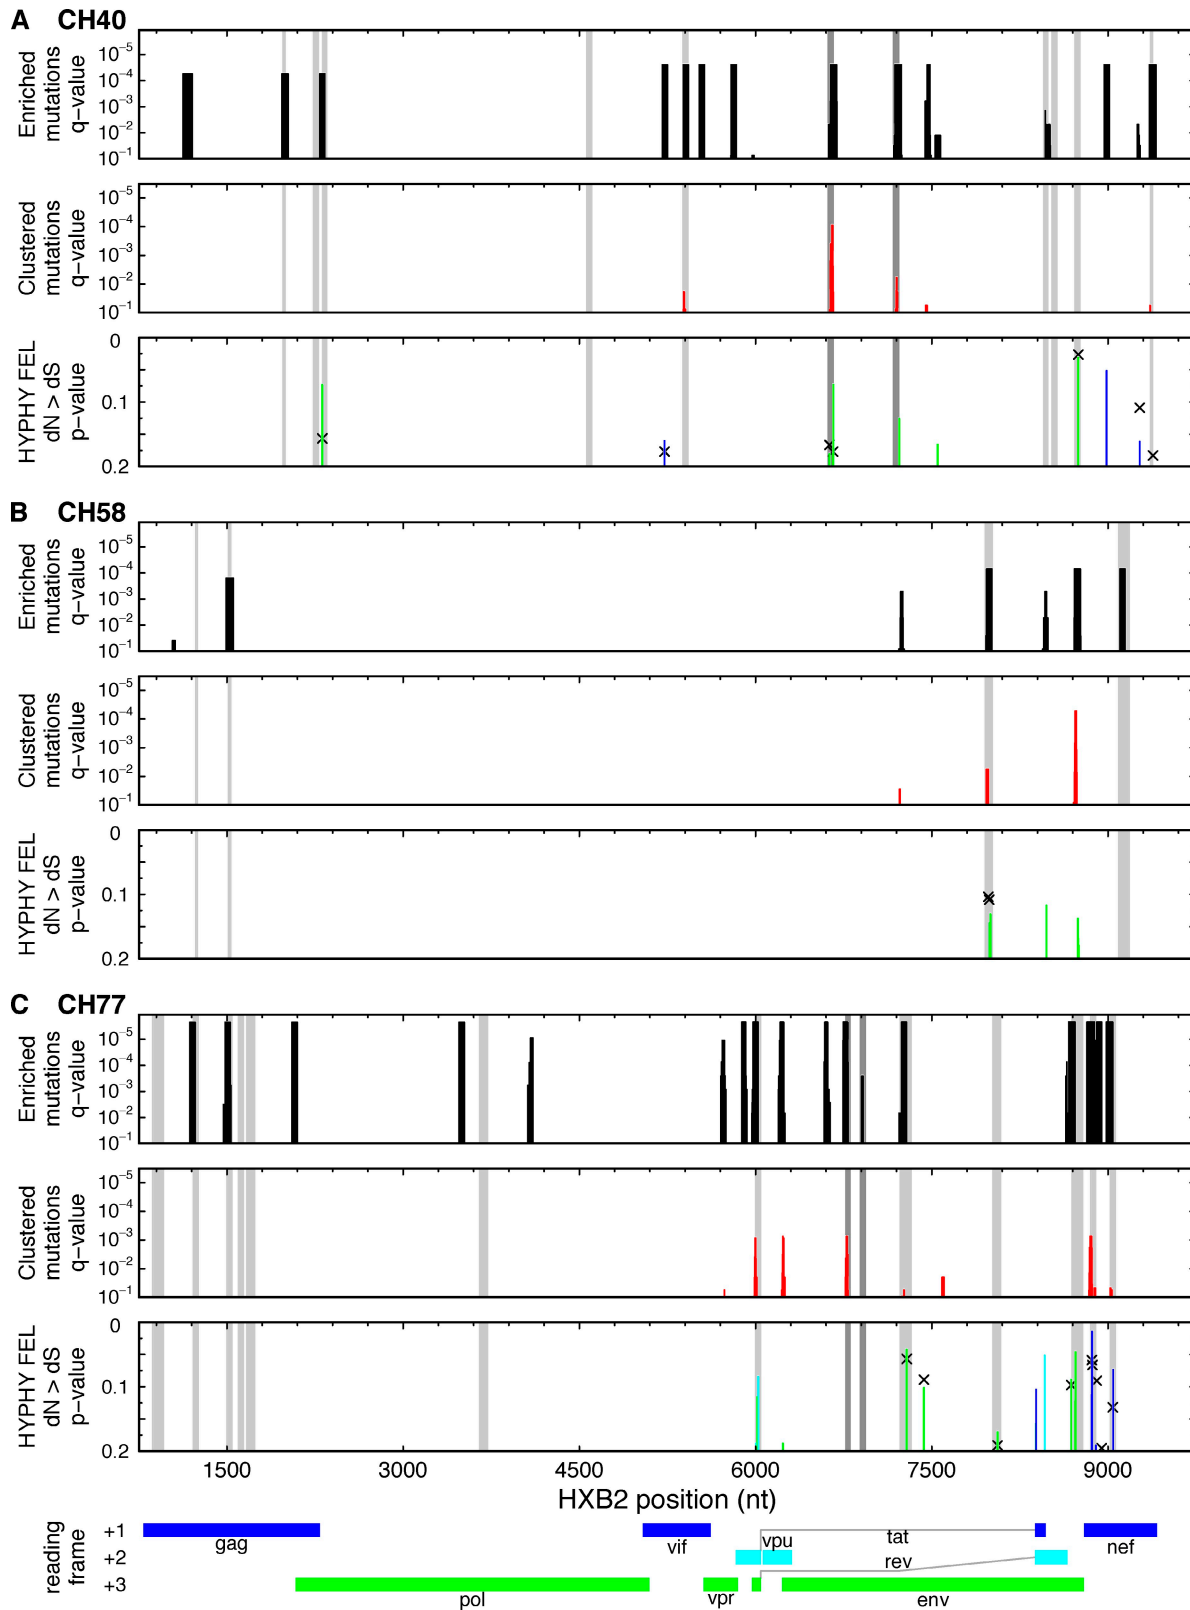 A CH40
Enriched
mutations
q−value
10⁻⁵
10⁻⁴
10⁻³
10⁻²
10⁻¹
Clustered
mutations
q−value
10⁻⁵
10⁻⁴
10⁻³
10⁻²
10⁻¹
HYPHY FEL
dN > dS
p−value
0
0.1
0.2
B CH58
Enriched
mutations
q−value
10⁻⁵
10⁻⁴
10⁻³
10⁻²
10⁻¹
Clustered
mutations
q−value
10⁻⁵
10⁻⁴
10⁻³
10⁻²
10⁻¹
HYPHY FEL
dN > dS
p−value
0
0.1
0.2
C CH77
Enriched
mutations
q−value
10⁻⁵
10⁻⁴
10⁻³
10⁻²
10⁻¹
Clustered
mutations
q−value
10⁻⁵
10⁻⁴
10⁻³
10⁻²
10⁻¹
HYPHY FEL
dN > dS
p−value
0
0.1
0.2
1500 3000 4500 6000 7500 9000
HXB2 position (nt)
reading
frame
+1
gag vif tat nef
+2
vpu rev
+3
pol vpr env